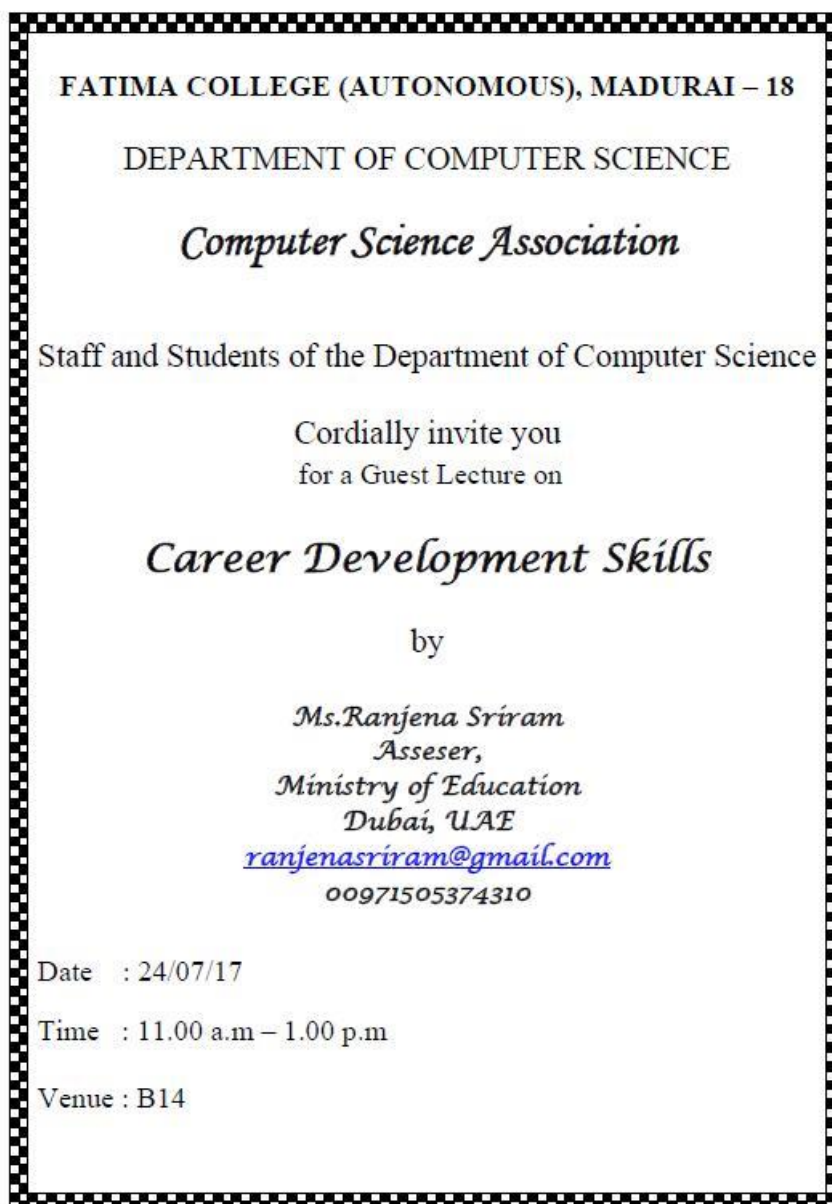 FATIMA COLLEGE (AUTONOMOUS), MADURAI – 18
DEPARTMENT OF COMPUTER SCIENCE
Computer Science Association
Staff and Students of the Department of Computer Science
Cordially invite you
for a Guest Lecture on
Career Development Skills
by
Ms.Ranjena Sriram
Asseser,
Ministry of Education
Dubai, UAE
ranjenasriram@gmail.com
00971505374310
Date : 24/07/17
Time : 11.00 a.m – 1.00 p.m
Venue : B14